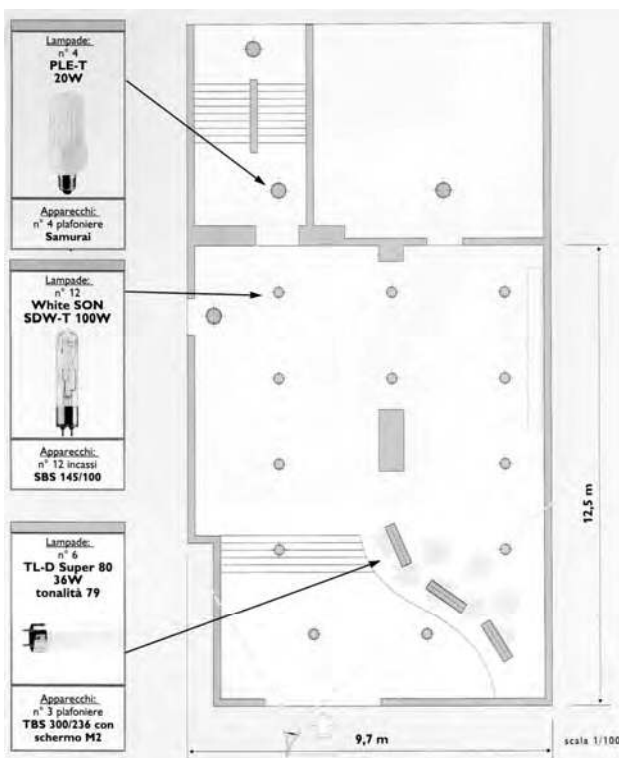 Lampade:
n° 4
PLE-T
20W
Apparecchi:
n° 4 plafoniere
Samurai
Lampade:
n° 12
White SON
SDW-T 100W
Apparecchi:
n° 12 incassi
SBS 145/100
Lampade:
n° 6
TL-D Super 80
36W
tonalità 79
Apparecchi:
n° 3 plafoniere
TBS 300/236 con
schermo M2
12,5 m
9,7 m
scala 1/100